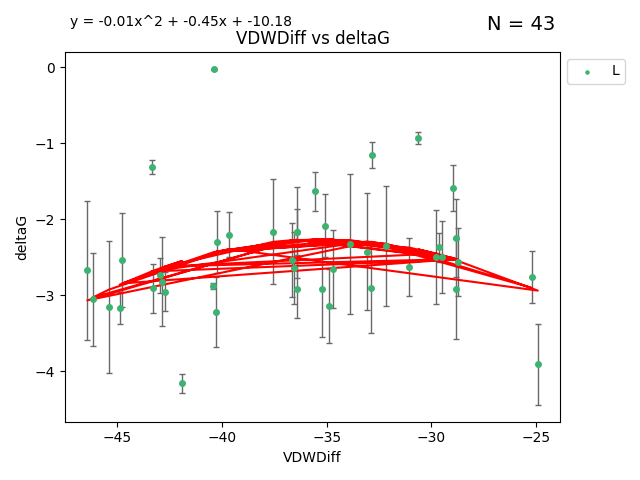 y = -0.01x^2 + -0.45x + -10.18
N = 43
VDWDiff vs deltaG
L
deltaG
0
−1
−2
−3
−4
−45
−40
−35
−30
−25
VDWDiff